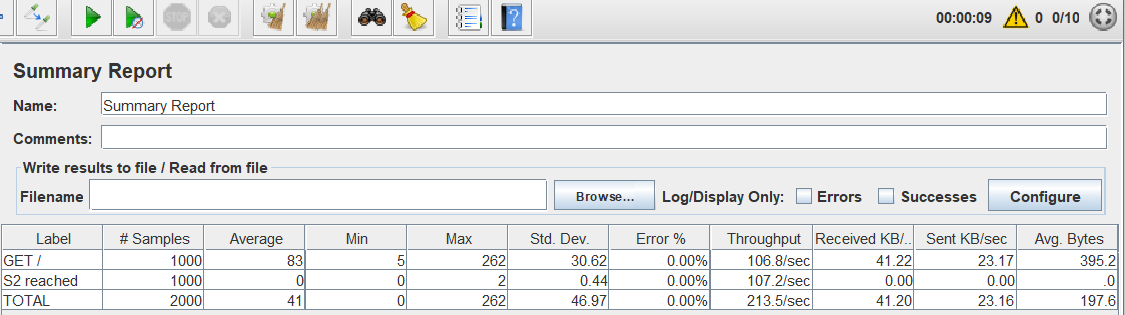 STOP
00:00:09 0 0/10
Summary Report
Name: Summary Report
Comments:
Write results to file / Read from file
Filename Browse... Log/Display Only: Errors Successes Configure
Label # Samples Average Min Max Std. Dev. Error % Throughput Received KB/.. Sent KB/sec Avg. Bytes
GET / 1000 83 5 262 30.62 0.00% 106.8/sec 41.22 23.17 395.2
S2 reached 1000 0 0 2 0.44 0.00% 107.2/sec 0.00 0.00 .0
TOTAL 2000 41 0 262 46.97 0.00% 213.5/sec 41.20 23.16 197.6